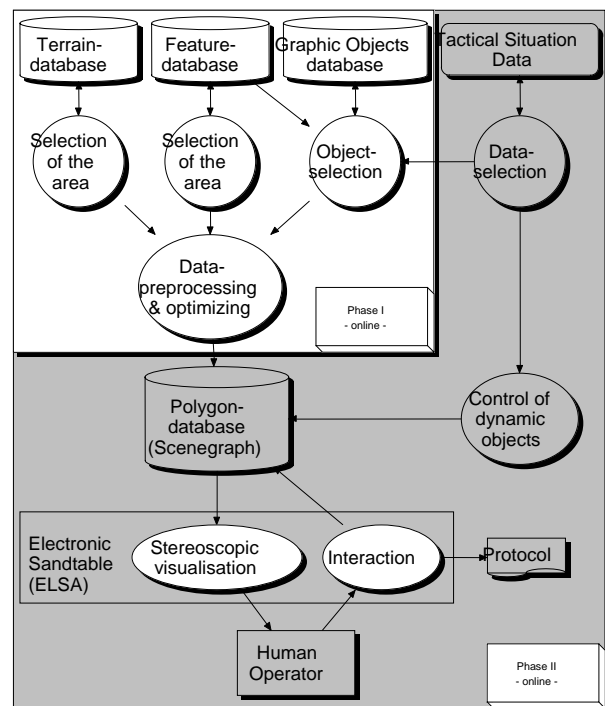 Terrain-
database
Feature-
database
Graphic Objects
database
Tactical Situation
Data
Selection
of the
area
Selection
of the
area
Object-
selection
Data-
selection
Data-
preprocessing
& optimizing
Phase I
- online -
Polygon-
database
(Scenegraph)
Control of
dynamic
objects
Electronic
Sandtable
(ELSA)
Stereoscopic
visualisation
Interaction
Protocol
Human
Operator
Phase II
- online -